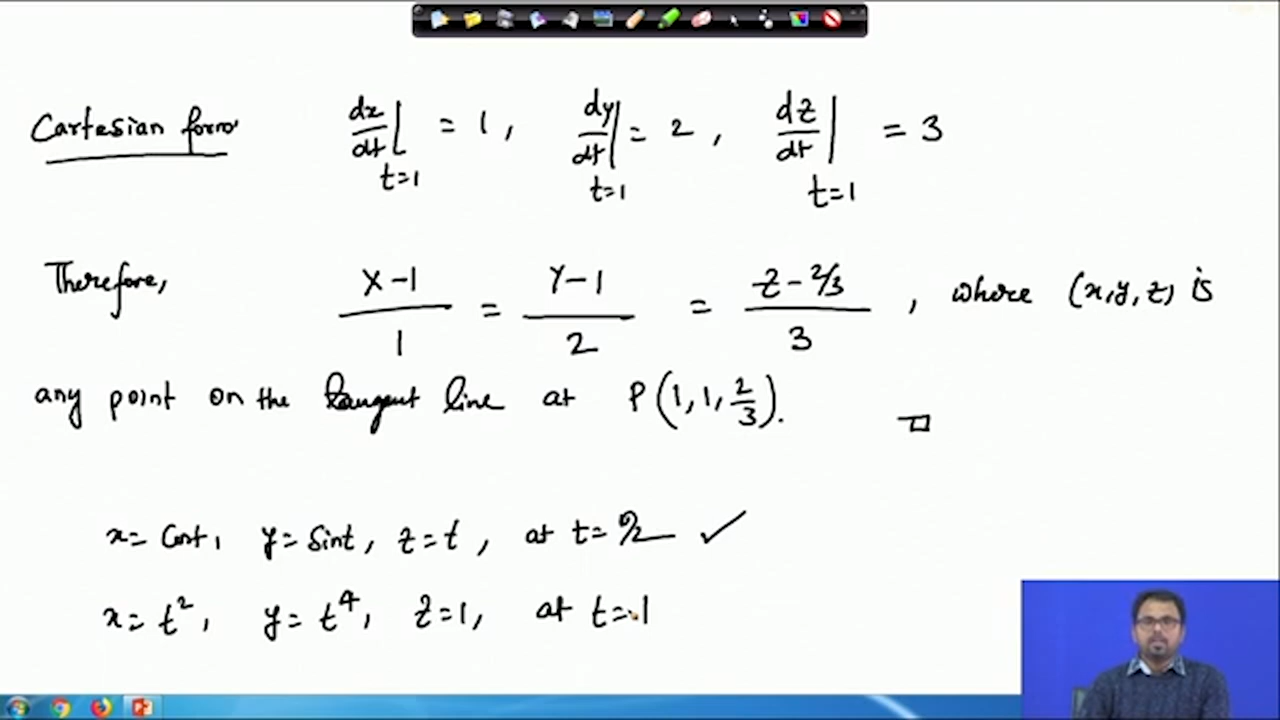 Cartesian form dx/dt|t=1 = 1, dy/dt|t=1 = 2, dz/dt|t=1 = 3
Therefore, X-1/1 = Y-1/2 = Z-2/3/3, where (x,y,z) is
any point on the tangent line at P(1,1,2/3).
x= Cost, y= Sint, z=t, at t=π/2 ✓
x= t², y= t⁴, z=1, at t=1